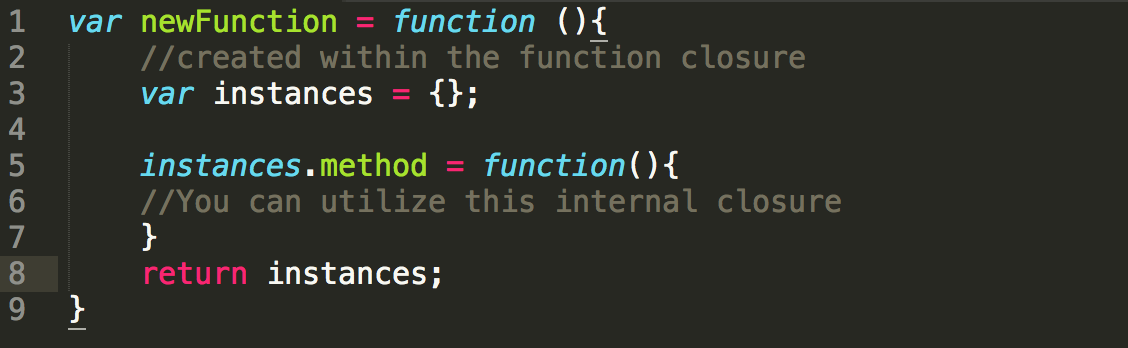 1 var newFunction = function (){
2 //created within the function closure
3 var instances = {};
4
5 instances.method = function(){
6 //You can utilize this internal closure
7 }
8 return instances;
9 }